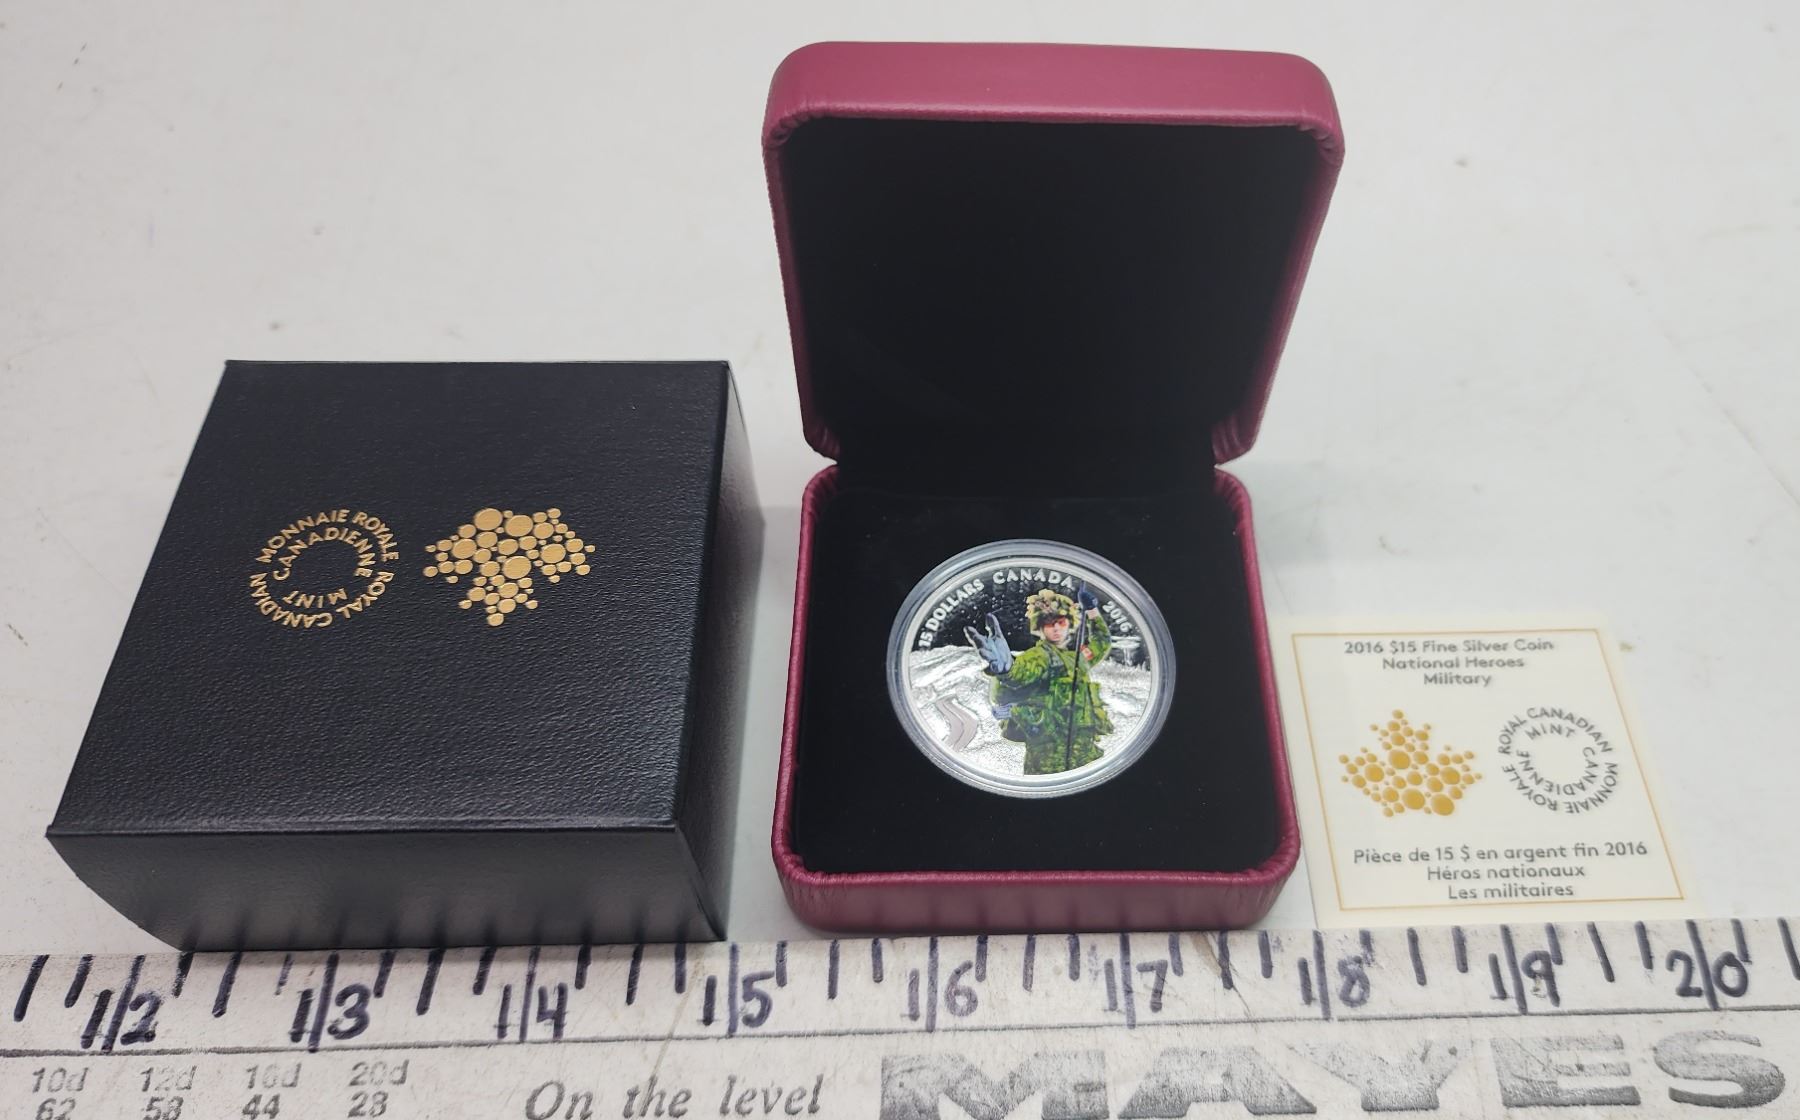 MONNAIE ROYALE
CANADIENNE
ROYAL CANADIAN
MINT
15 DOLLARS CANADA 2016
2016 $15 Fine Silver Coin
National Heroes
Military
ROYAL CANADIAN
MINT
MONNAIE ROYALE
CANADIENNE
Pièce de 15 $ en argent fin 2016
Héros nationaux
Les militaires
12 13 14 15 16 17 18 19 20
10d 12d 16d 20d
62 58 44 28
On the level
MAYES